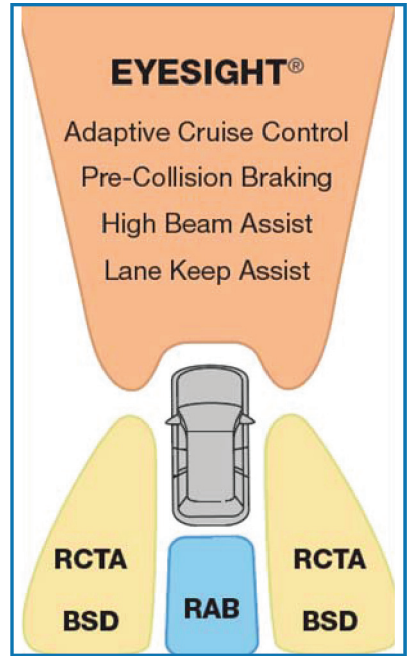 EYESIGHT®
Adaptive Cruise Control
Pre-Collision Braking
High Beam Assist
Lane Keep Assist
RCTA
RCTA
BSD
RAB
BSD